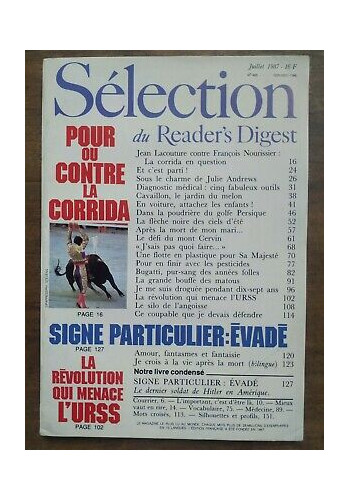 Juillet 1987 - 16 F
Sélection
du Reader's Digest
POUR
OU
CONTRE
LA
CORRIDA
PAGE 16
SIGNE PARTICULIER: ÉVADÉ
PAGE 127
LA
RÉVOLUTION
QUI MENACE
L'URSS
PAGE 102
Jean Lacouture contre François Nourissier :
La corrida en question 16
Et c'est parti ! 24
Sous le charme de Julie Andrews 26
Diagnostic médical : cinq fabuleux outils 31
Cavaillon, le jardin du melon 38
En voiture, attachez les enfants ! 41
Dans la poudrière du golfe Persique 46
La flèche noire des ciels d'été 52
Après la mort de mon mari... 57
Le défi du mont Cervin 61
« J'sais pas quoi faire... » 68
Une flotte en plastique pour Sa Majesté 70
Pour en finir avec les pesticides 77
Bugatti, pur-sang des années folles 82
La grande bouffe des matous 91
Je me suis droguée pendant dix-sept ans 96
La révolution qui menace l'URSS 102
Le silo de l'angoisse 108
Ce coupable que je devais défendre 114
Amour, fantasmes et fantaisie 120
Je crois à la vie après la mort (bilingue) 123
Notre livre condensé
SIGNE PARTICULIER : ÉVADÉ 127
Le dernier soldat de Hitler en Amérique.
Courrier, 6. — L'important, c'est d'être là, 10. — Mieux
vaut en rire, 14. — Vocabulaire, 75. — Médecine, 89. —
Mots croisés, 113. — Silhouettes et profils, 151.